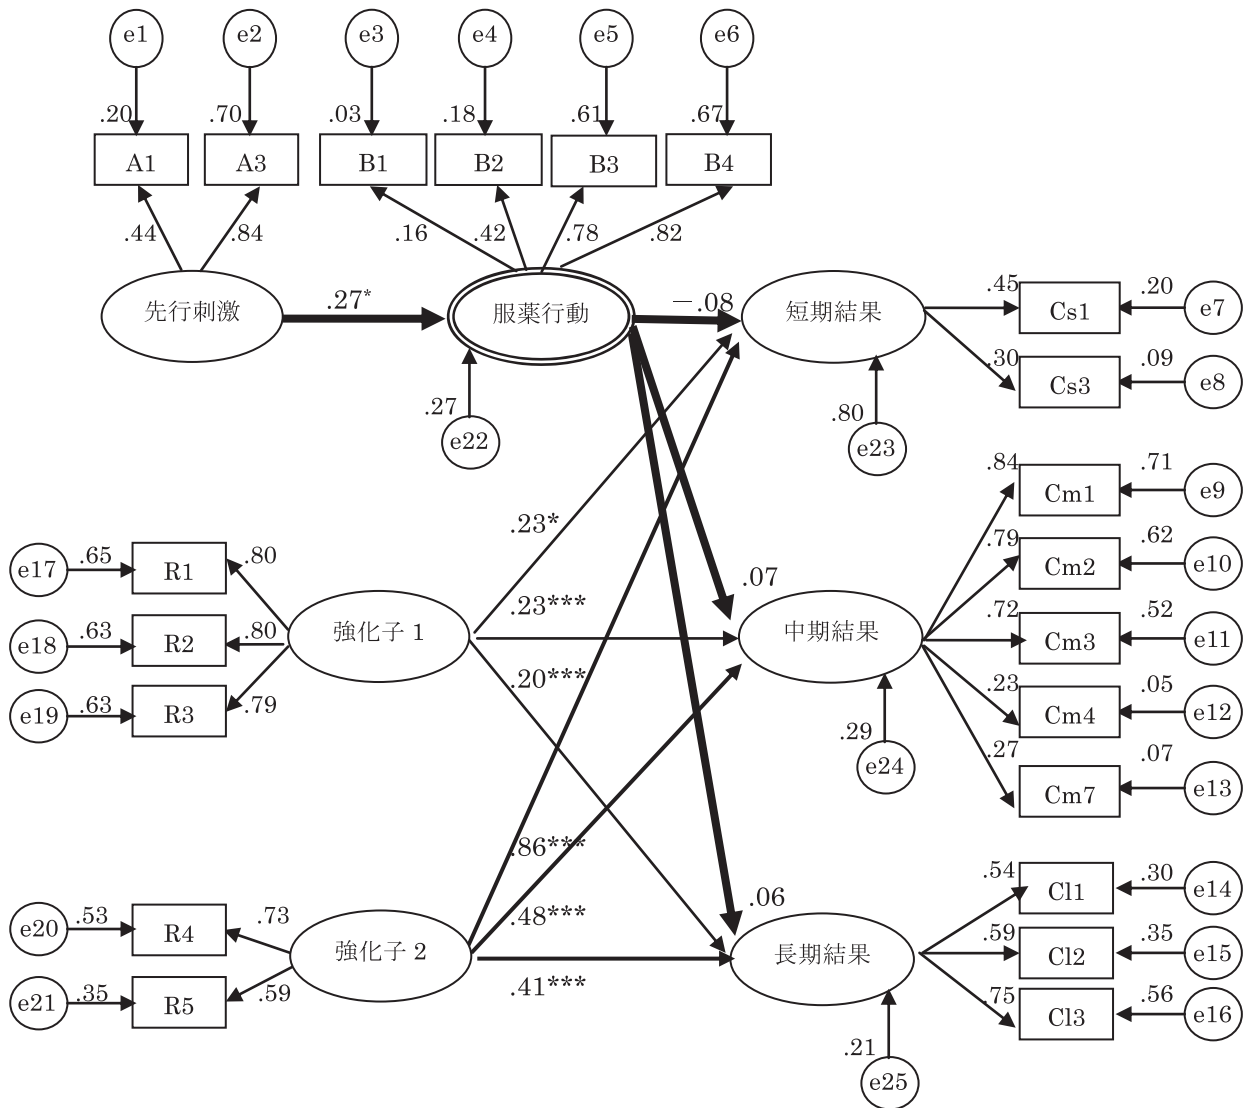 e1 e2 e3 e4 e5 e6
.20 .70 .03 .18 .61 .67
A1 A3 B1 B2 B3 B4
.44 .84 .16 .42 .78 .82
先行刺激 .27* 服薬行動 −.08 短期結果
.45 Cs1 .20 e7
.30 Cs3 .09 e8
.27 e22
.80 e23
.84 Cm1 .71 e9
.79 Cm2 .62 e10
.72 Cm3 .52 e11
.23 Cm4 .05 e12
.27 Cm7 .07 e13
e17 .65 R1 .80
e18 .63 R2 .80
e19 .63 R3 .79
強化子 1
.23*
.23***
.20***
.07
中期結果
.29 e24
.86***
.48***
.41***
.06
e20 .53 R4 .73
e21 .35 R5 .59
強化子 2
長期結果
.54 Cl1 .30 e14
.59 Cl2 .35 e15
.75 Cl3 .56 e16
.21 e25